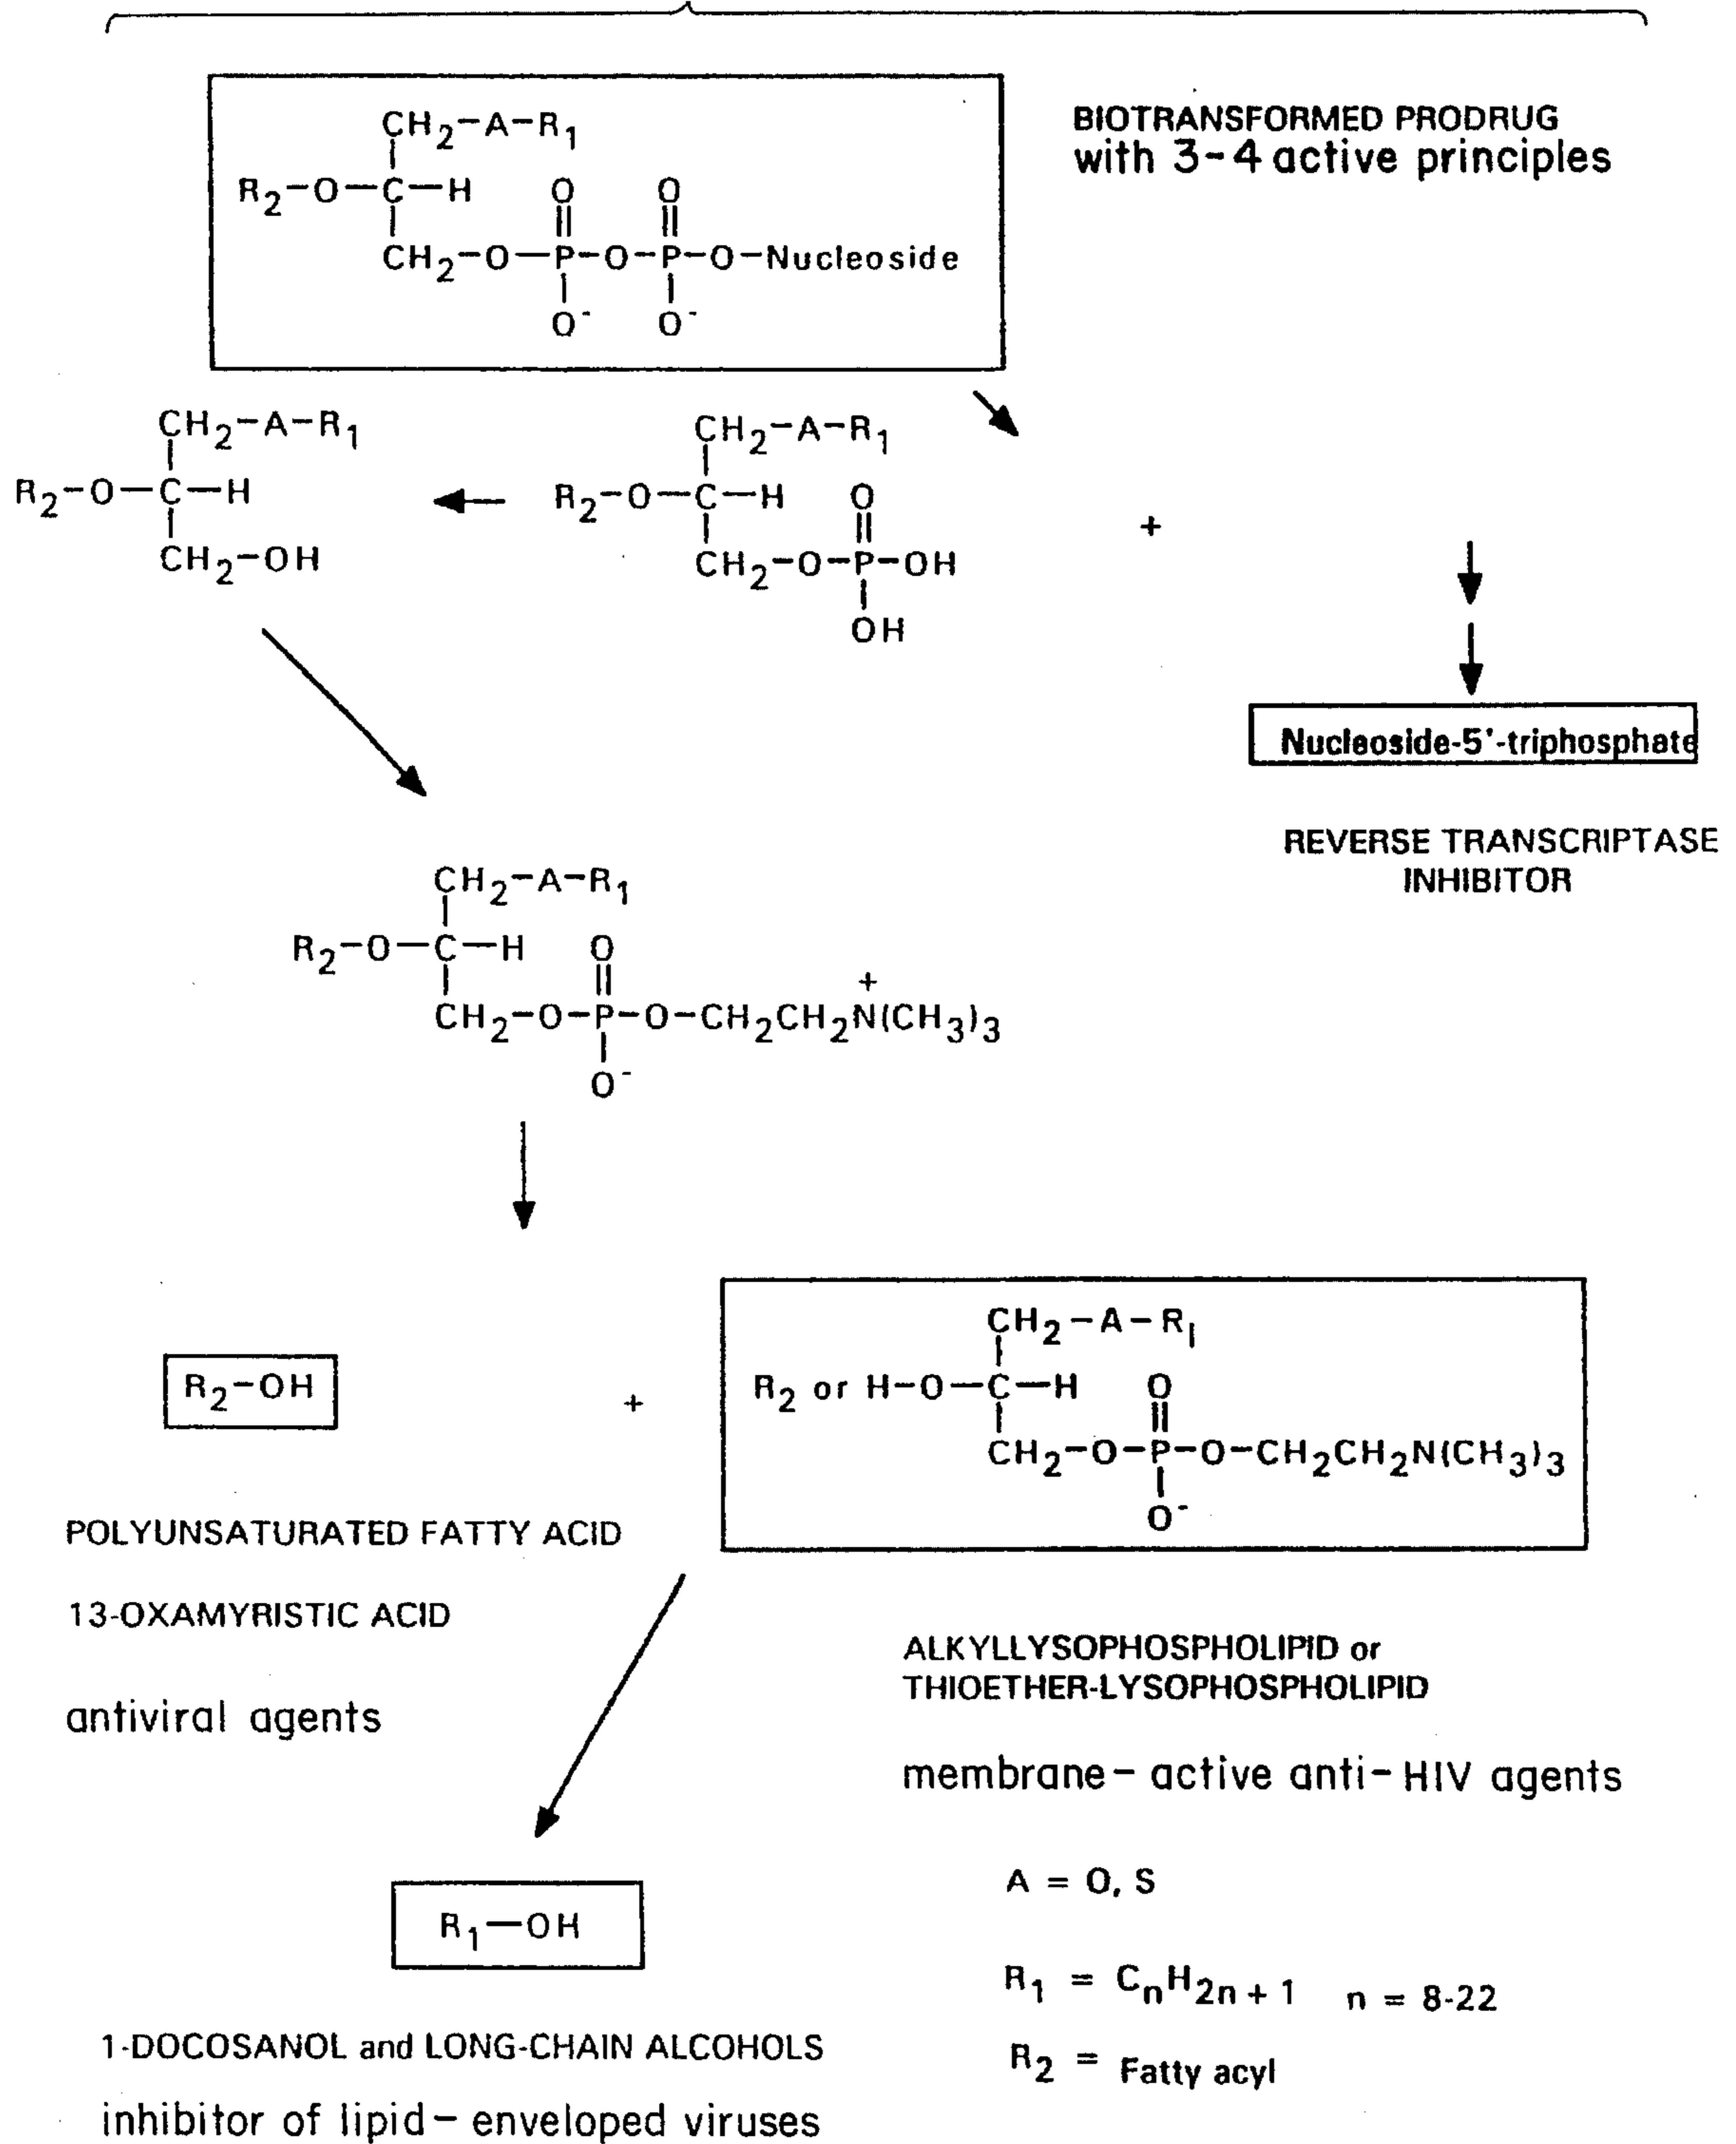 CH2-A-R1
BIOTRANSFORMED PRODRUG
with 3-4 active principles
R2-O-C-H O O
CH2-O-P-O-P-O-Nucleoside
O- O-
CH2-A-R1
R2-O-C-H
CH2-OH
CH2-A-R1
R2-O-C-H O
CH2-O-P-OH
OH
+
Nucleoside-5'-triphosphate
REVERSE TRANSCRIPTASE
INHIBITOR
CH2-A-R1
R2-O-C-H O
+
CH2-O-P-O-CH2CH2N(CH3)3
O-
R2-OH
+
CH2-A-R1
R2 or H-O-C-H O
CH2-O-P-O-CH2CH2N(CH3)3
O-
POLYUNSATURATED FATTY ACID
13-OXAMYRISTIC ACID
antiviral agents
ALKYLLYSOPHOSPHOLIPID or
THIOETHER-LYSOPHOSPHOLIPID
membrane-active anti-HIV agents
R1-OH
1-DOCOSANOL and LONG-CHAIN ALCOHOLS
inhibitor of lipid-enveloped viruses
A = O, S
R1 = CnH2n+1 n = 8-22
R2 = Fatty acyl